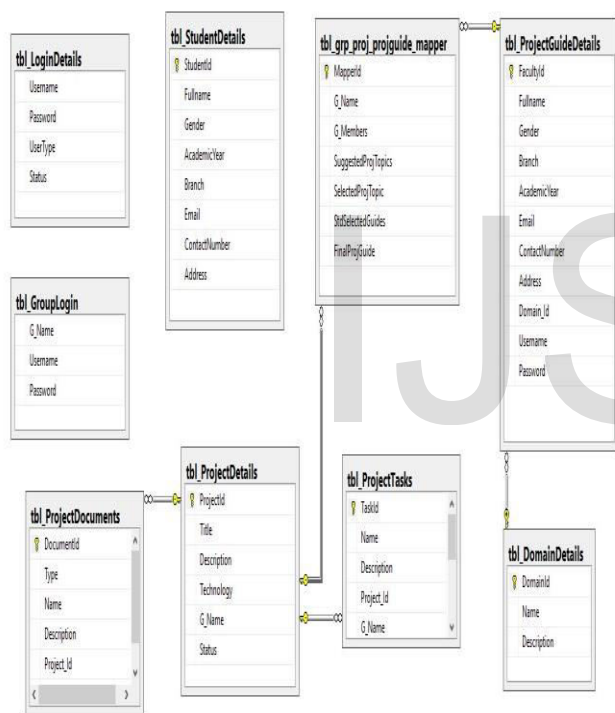 tbl_LoginDetails
Username
Password
UserType
Status
tbl_StudentDetails
StudentId
Fullname
Gender
AcademicYear
Branch
Email
ContactNumber
Address
tbl_grp_proj_projguide_mapper
MapperId
G_Name
G_Members
SuggestedProjTopics
SelectedProjTopic
StdSelectedGuides
FinalProjGuide
tbl_ProjectGuideDetails
FacultyId
Fullname
Gender
Branch
AcademicYear
Email
ContactNumber
Address
Domain_Id
Username
Password
tbl_GroupLogin
G_Name
Username
Password
tbl_ProjectDocuments
DocumentId
Type
Name
Description
Project_Id
tbl_ProjectDetails
ProjectId
Title
Description
Technology
G_Name
Status
tbl_ProjectTasks
TaskId
Name
Description
Project_Id
G_Name
tbl_DomainDetails
DomainId
Name
Description
IJS